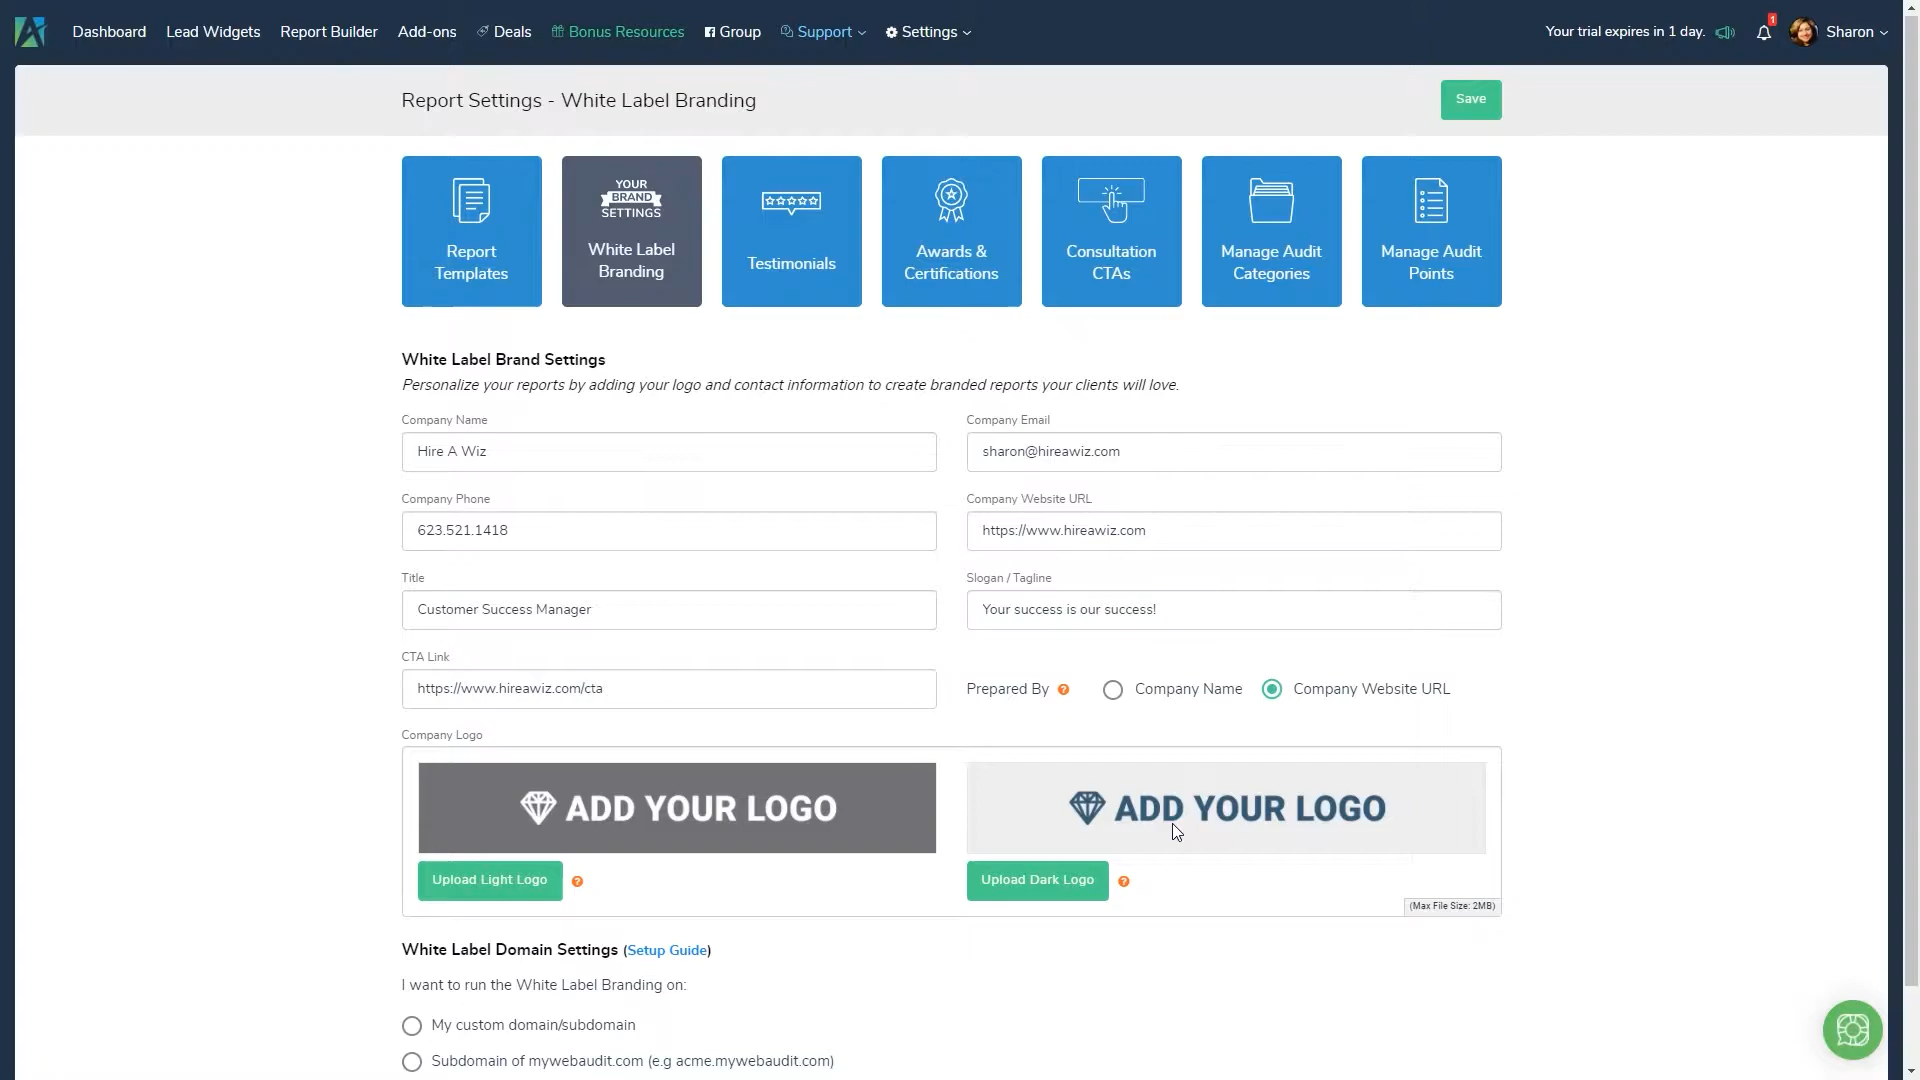 Dashboard Lead Widgets Report Builder Add-ons Deals Bonus Resources Group Support Settings Your trial expires in 1 day. 1 Sharon
Report Settings - White Label Branding
Save
Report Templates
YOUR BRAND SETTINGS
White Label Branding
Testimonials
Awards & Certifications
Consultation CTAs
Manage Audit Categories
Manage Audit Points
White Label Brand Settings
Personalize your reports by adding your logo and contact information to create branded reports your clients will love.
Company Name
Hire A Wiz
Company Email
sharon@hireawiz.com
Company Phone
623.521.1418
Company Website URL
https://www.hireawiz.com
Title
Customer Success Manager
Slogan / Tagline
Your success is our success!
CTA Link
https://www.hireawiz.com/cta
Prepared By ? Company Name Company Website URL
Company Logo
ADD YOUR LOGO
ADD YOUR LOGO
Upload Light Logo ?
Upload Dark Logo ?
(Max File Size: 2MB)
White Label Domain Settings (Setup Guide)
I want to run the White Label Branding on:
My custom domain/subdomain
Subdomain of mywebaudit.com (e.g acme.mywebaudit.com)